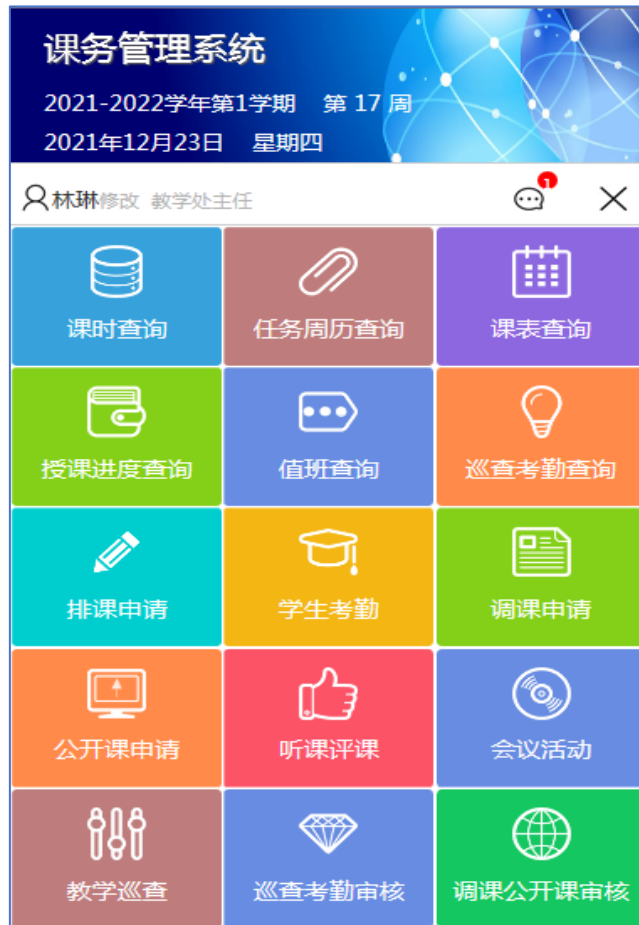 课务管理系统
2021-2022学年第1学期 第 17 周
2021年12月23日 星期四
林琳修改 教学处主任 1
课时查询 任务周历查询 课表查询
授课进度查询 值班查询 巡查考勤查询
排课申请 学生考勤 调课申请
公开课申请 听课评课 会议活动
教学巡查 巡查考勤审核 调课公开课审核